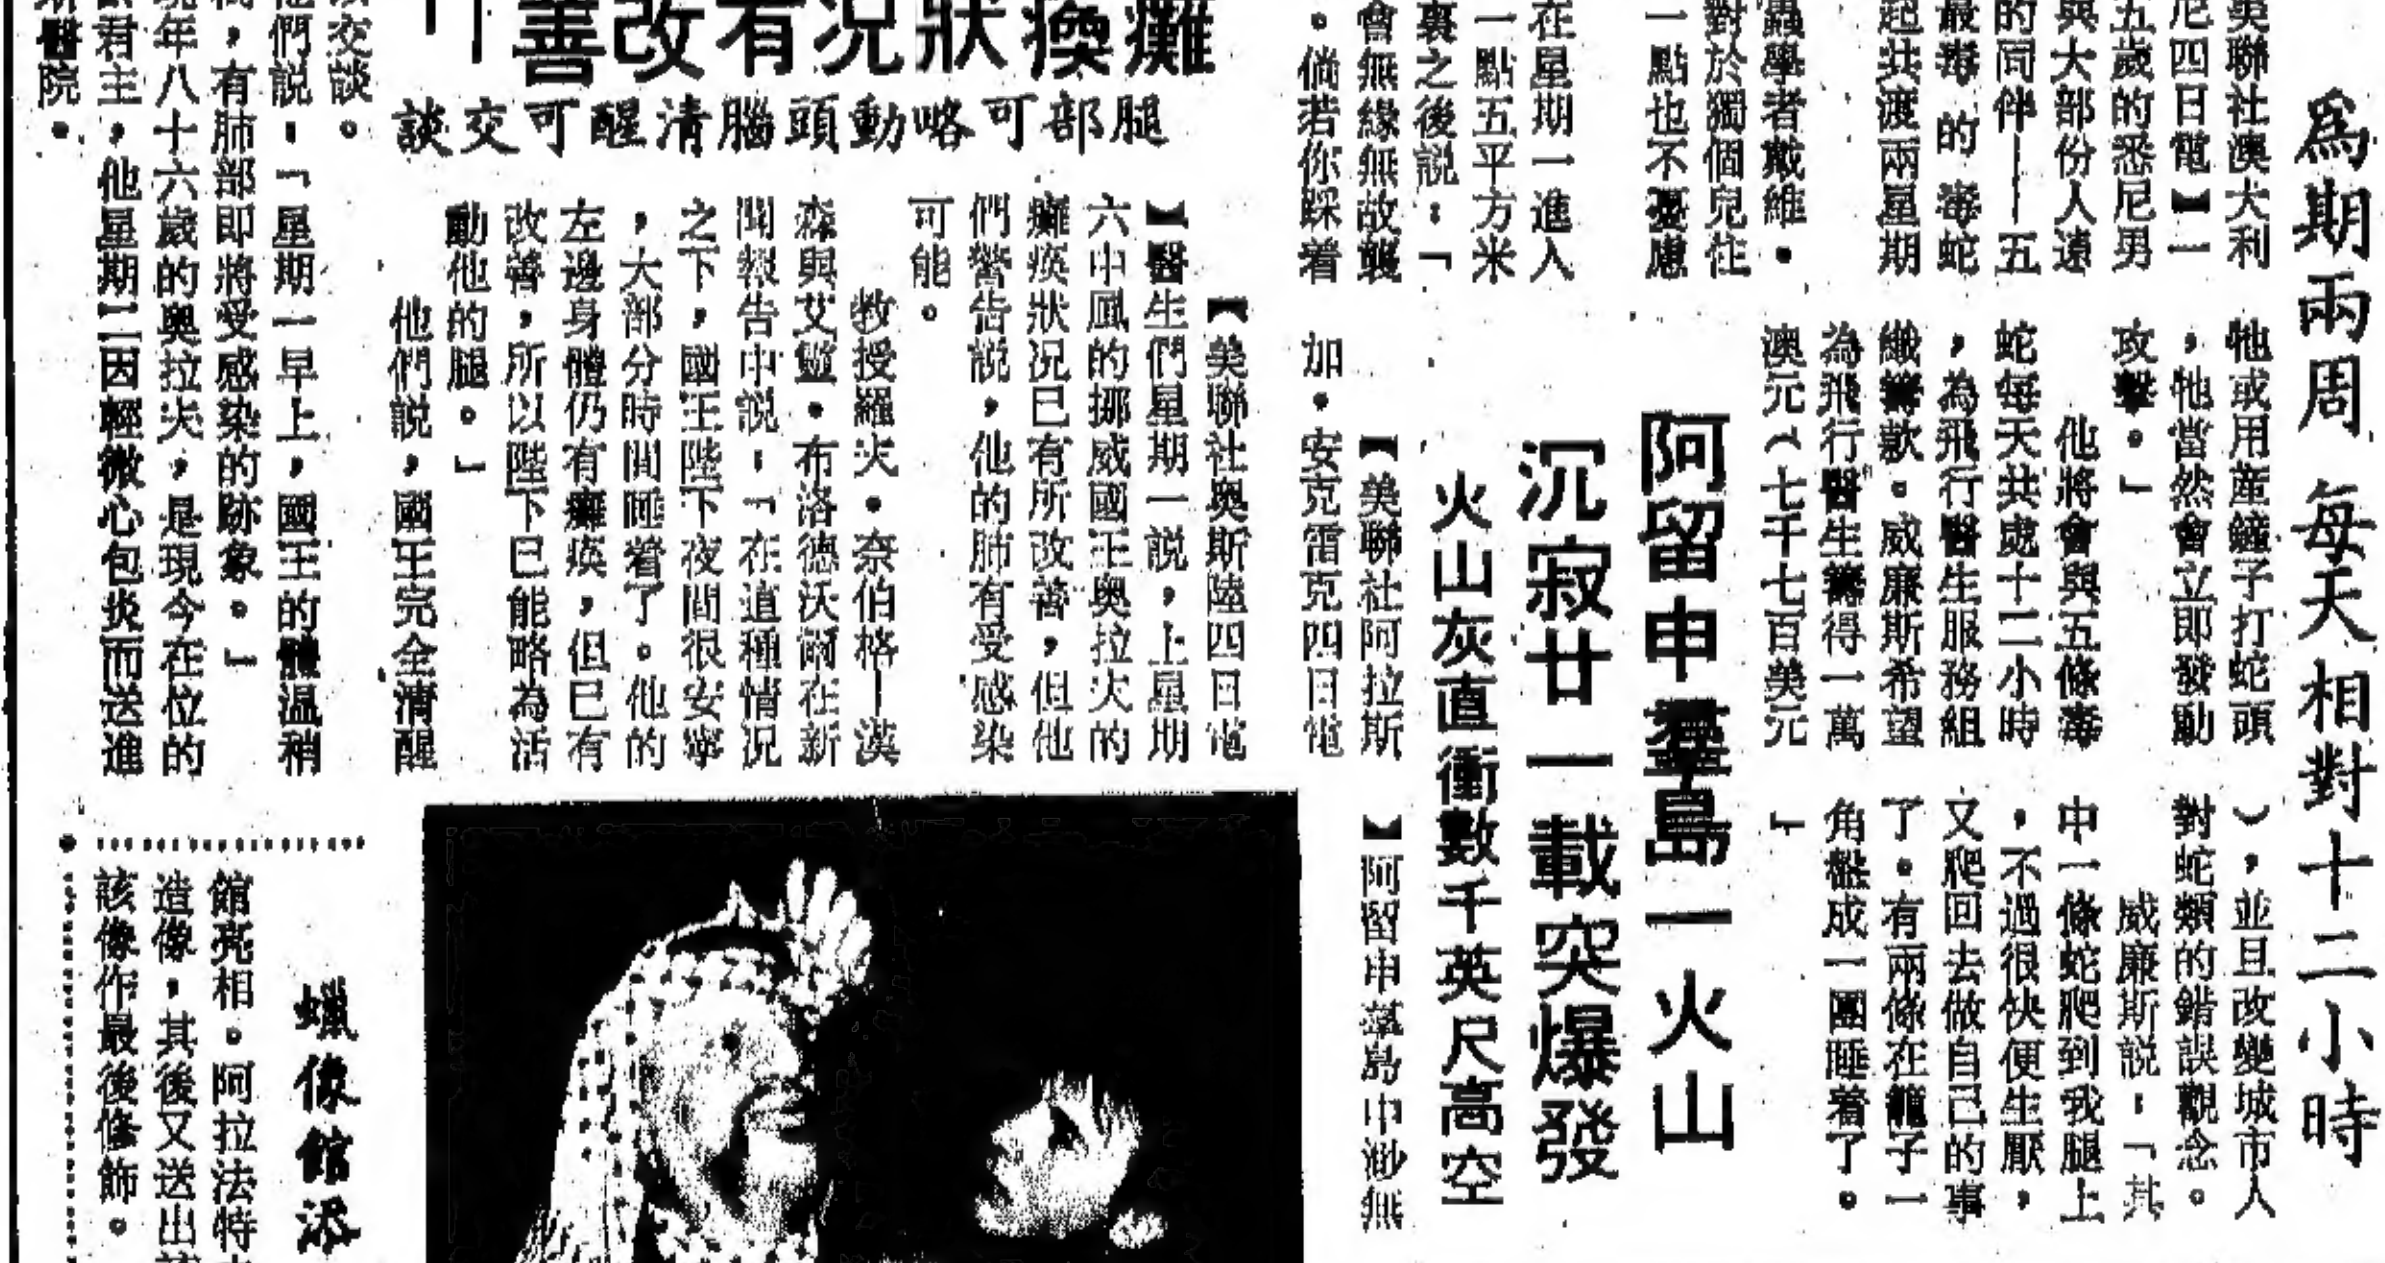 為期兩周 每天相對十二小時
美聯社澳大利
尼四日電】一
五歲的悉尼男
與大部份人遠
的同伴——五
最毒的毒蛇
起共渡兩星期
蟲學者戴維·
對於獨個兒住
一點也不憂慮
在星期一進入
一點五平方米
裏之後說:「
會無緣無故襲
。倘若你踩着
牠或用產鐘子打蛇頭
,牠當然會立即發動
攻擊。」
他將會與五條毒
蛇每天共處十二小時
,為飛行醫生服務組
織籌款。威廉斯希望
為飛行醫生籌得一萬
澳元(七千七百美元
),並且改變城市人
對蛇類的錯誤觀念。
威廉斯說:「其
中一條蛇爬到我腿上
,不過很快便生厭,
又爬回去做自己的事
了。有兩條在籠子一
角盤成一團睡着了。
」
阿留申羣島一火山
沉寂廿一載突爆發
火山灰直衝數千英尺高空
【美聯社阿拉斯
加·安克雷克四日電
】阿留申羣島中渺無
癱瘓狀況有改善
腿部可略動頭腦清醒可交談
【美聯社奧斯陸四日電
】醫生們星期一說,上星期
六中風的挪威國王奧拉夫的
癱瘓狀況已有所改善,但他
們警告說,他的肺有受感染
可能。
教授羅夫·奈伯格—漢
森與艾靈·布洛德沃爾在新
聞報告中說:「在這種情況
之下,國王陛下夜間很安寧
,大部分時間睡着了。他的
左邊身體仍有癱瘓,但已有
改善,所以陛下已能略為活
動他的腿。」
他們說,國王完全清醒
交談。
他們說:「星期一早上,國王的體溫稍
,有肺部即將受感染的跡象。」
現年八十六歲的奧拉夫,是現今在位的
君主,他星期二因輕微心包炎而送進
斯醫院。
蠟像館添
館亮相。阿拉法特
造像,其後又送出
該像作最後修飾。